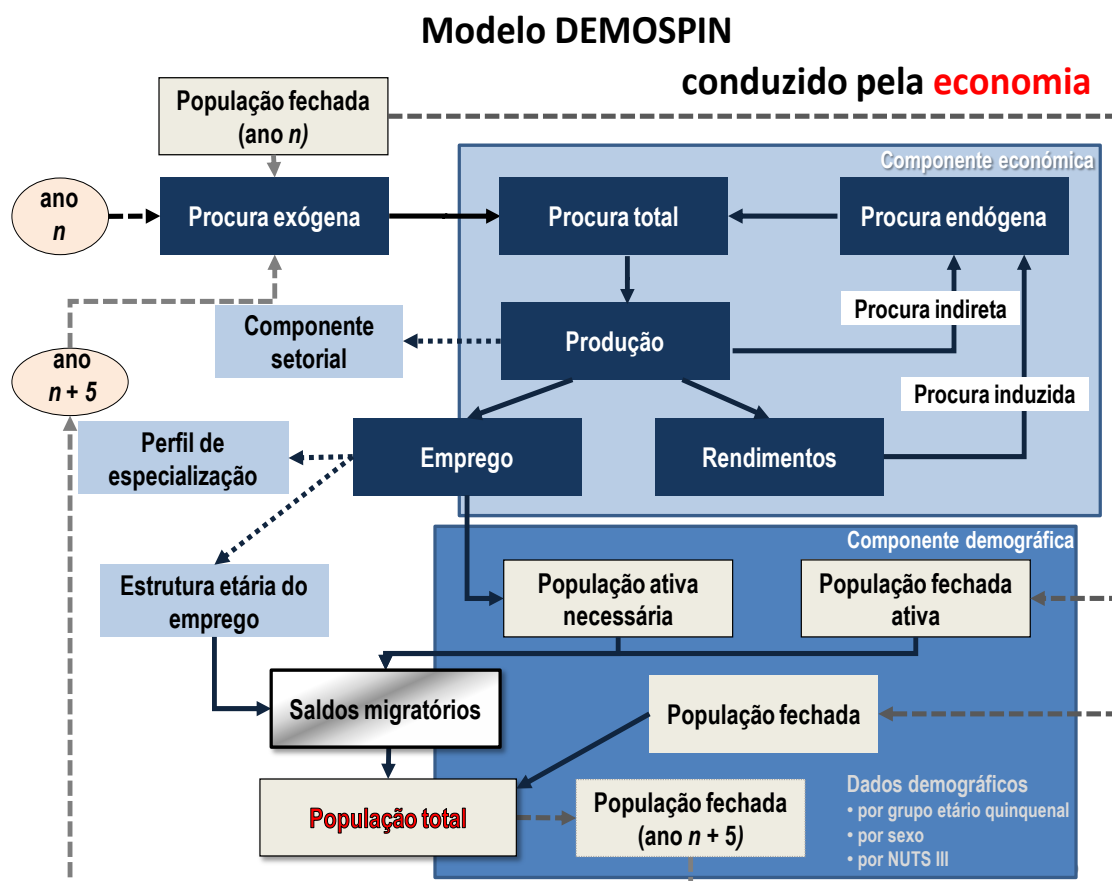 Modelo DEMOSPIN
conduzido pela economia
População fechada
(ano n)
Componente económica
ano
n
Procura exógena
Procura total
Procura endógena
Procura indireta
Componente
setorial
Produção
ano
n + 5
Procura induzida
Perfil de
especialização
Emprego
Rendimentos
Componente demográfica
Estrutura etária do
emprego
População ativa
necessária
População fechada
ativa
Saldos migratórios
População fechada
População total
População fechada
(ano n + 5)
Dados demográficos
• por grupo etário quinquenal
• por sexo
• por NUTS III